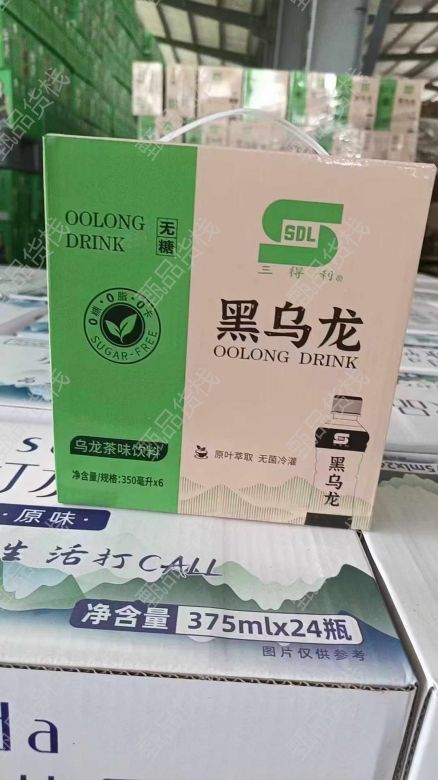 OOLONG
DRINK
无糖
0糖·0脂·0卡
SUGAR-FREE
乌龙茶味饮料
净含量/规格:350毫升x6
SDL
三得利®
黑乌龙
OOLONG DRINK
原叶萃取 无菌冷灌
黑乌龙
原味
生活打CALL
净含量 375mlx24瓶
图片仅供参考
甄品货栈